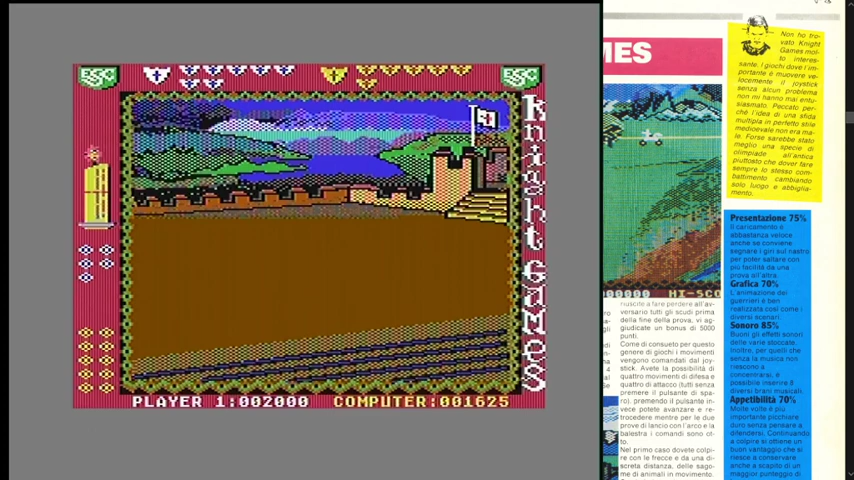 ESC
ESC
Knight Games
PLAYER 1:002000 COMPUTER:001625
MES
HI-SCO
Non ho tro-
vato Knight
Games mol-
to interes-
sante. I giochi dove l'im-
portante è muovere ve-
locemente il joystick
senza alcun problema
non mi hanno mai entu-
siasmato. Peccato per-
ché l'idea di una sfida
multipla in perfetto stile
medioevale non era ma-
le. Forse sarebbe stato
meglio una specie di
olimpiade all'antica
piuttosto che dover fare
sempre lo stesso com-
battimento cambiando
solo luogo e abbiglia-
mento.
riuscite a fare perdere all'av-
versario tutti gli scudi prima
della fine della prova, vi ag-
giudicate un bonus di 5000
punti.
Come di consueto per questo
genere di giochi i movimenti
vengono comandati dal joy-
stick. Avete la possibilità di
quattro movimenti di difesa e
quattro di attacco (tutti senza
premere il pulsante di spa-
ro), premendo il pulsante in-
vece potete avanzare e re-
trocedere mentre per le due
prove di lancio con l'arco e la
balestra i comandi sono ot-
to.
Nel primo caso dovete colpi-
re con le frecce e da una di-
screta distanza, delle sago-
me di animali in movimento.
Presentazione 75%
Il caricamento è
abbastanza veloce
anche se conviene
segnare i giri sul nastro
per poter saltare con
più facilità da una
prova all'altra.
Grafica 70%
L'animazione dei
guerrieri è ben
realizzata così come i
diversi scenari.
Sonoro 85%
Buoni gli effetti sonori
delle varie stoccate.
Inoltre, per quelli che
senza la musica non
riescono a
concentrarsi, è
possibile inserire 8
diversi brani musicali.
Appetibilità 70%
Molte volte è più
importante picchiare
duro senza pensare a
difendersi. Continuando
a colpire si ottiene un
buon vantaggio che si
riesce a conservare
anche a scapito di un
maggior punteggio di